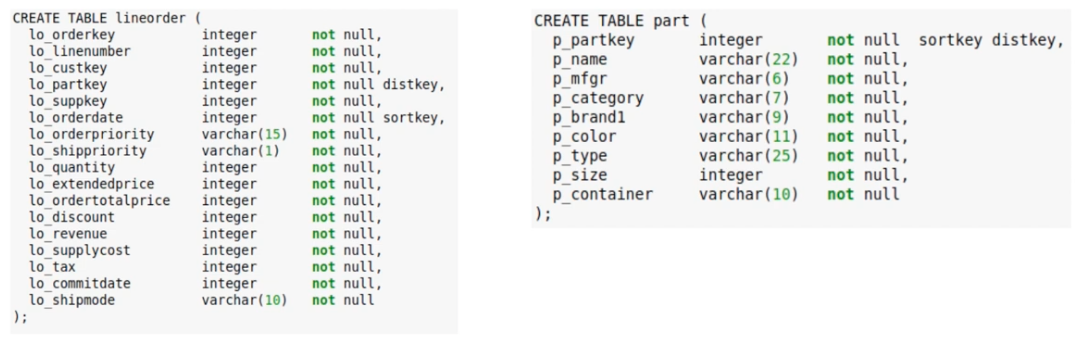 CREATE TABLE lineorder (
  lo_orderkey          integer       not null,
  lo_linenumber        integer       not null,
  lo_custkey           integer       not null,
  lo_partkey           integer       not null distkey,
  lo_suppkey           integer       not null,
  lo_orderdate         integer       not null sortkey,
  lo_orderpriority     varchar(15)   not null,
  lo_shippriority      varchar(1)    not null,
  lo_quantity          integer       not null,
  lo_extendedprice     integer       not null,
  lo_ordertotalprice   integer       not null,
  lo_discount          integer       not null,
  lo_revenue           integer       not null,
  lo_supplycost        integer       not null,
  lo_tax               integer       not null,
  lo_commitdate        integer       not null,
  lo_shipmode          varchar(10)   not null
);
CREATE TABLE part (
  p_partkey     integer       not null  sortkey distkey,
  p_name        varchar(22)   not null,
  p_mfgr        varchar(6)    not null,
  p_category    varchar(7)    not null,
  p_brand1      varchar(9)    not null,
  p_color       varchar(11)   not null,
  p_type        varchar(25)   not null,
  p_size        integer       not null,
  p_container   varchar(10)   not null
);